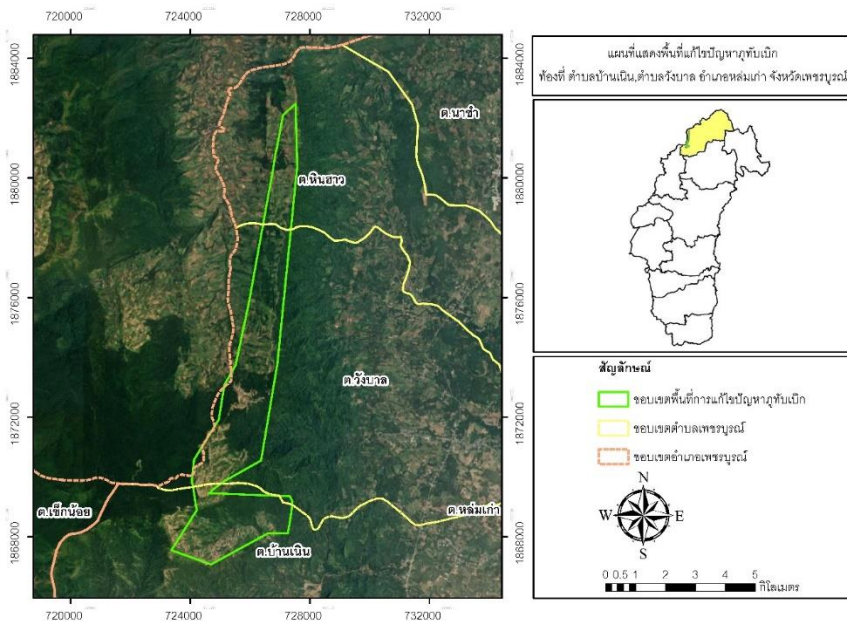 720000 724000 728000 732000
แผนที่แสดงพื้นที่แก้ไขปัญหาภูทับเบิก
ท้องที่ ตำบลบ้านเนิน,ตำบลวังบาล อำเภอหล่มเก่า จังหวัดเพชรบูรณ์
1884000 1884000
ต.นาซำ
1880000 1880000
ต.หินฮาว
1876000 1876000
ต.วังบาล
1872000 1872000
ต.เข็กน้อย
ต.หล่มเก่า
1868000 1868000
ต.บ้านเนิน
720000 724000 728000 732000
สัญลักษณ์
ขอบเขตพื้นที่การแก้ไขปัญหาภูทับเบิก
ขอบเขตตำบลเพชรบูรณ์
ขอบเขตอำเภอเพชรบูรณ์
N
W E
S
0 0.5 1 2 3 4 5
กิโลเมตร